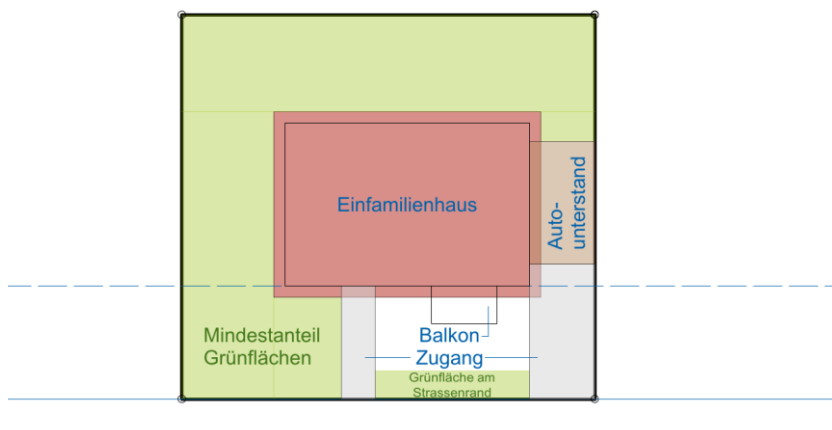 Einfamilienhaus
Auto-
unterstand
Mindestanteil
Grünflächen
Balkon
Zugang
Grünfläche am
Strassenrand